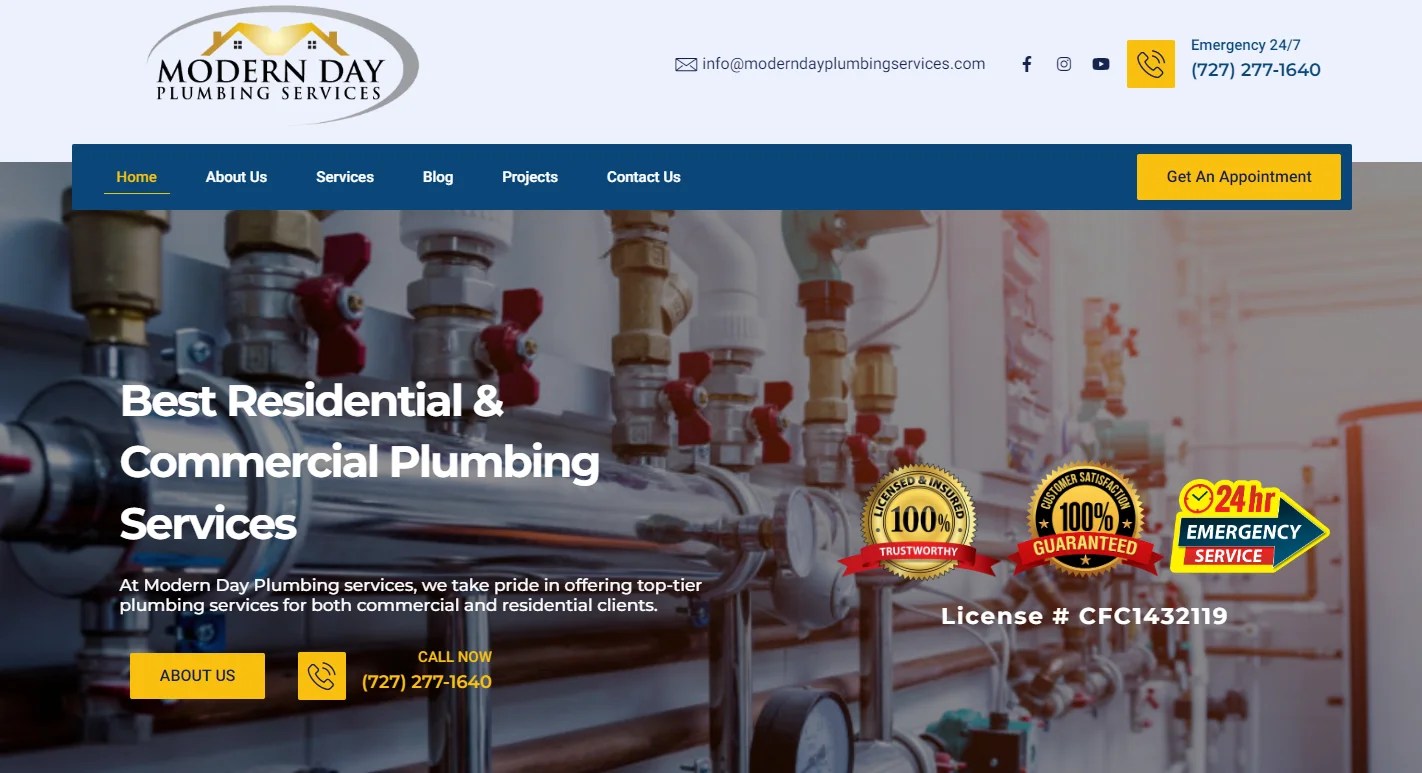 MODERN DAY
PLUMBING SERVICES
info@moderndayplumbingservices.com
Emergency 24/7
(727) 277-1640
Home
About Us
Services
Blog
Projects
Contact Us
Get An Appointment
Best Residential &
Commercial Plumbing
Services
At Modern Day Plumbing services, we take pride in offering top-tier
plumbing services for both commercial and residential clients.
ABOUT US
CALL NOW
(727) 277-1640
LICENSED & INSURED
100%
TRUSTWORTHY
CUSTOMER SATISFACTION
100%
GUARANTEED
24hr
EMERGENCY
SERVICE
License # CFC1432119